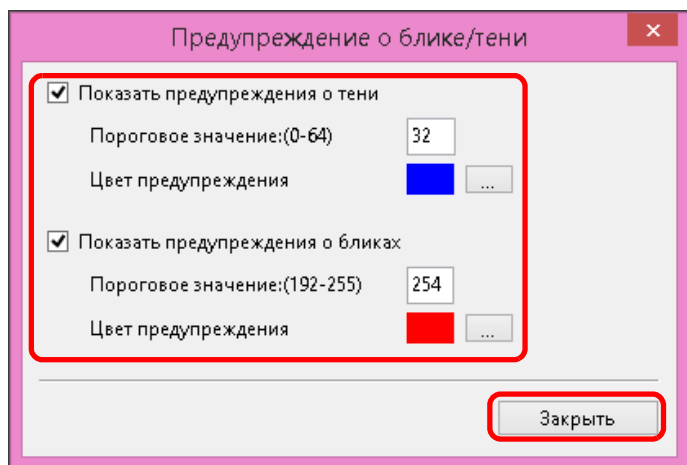 Предупреждение о блике/тени
Показать предупреждения о тени
Пороговое значение:(0-64) 32
Цвет предупреждения ...
Показать предупреждения о бликах
Пороговое значение:(192-255) 254
Цвет предупреждения ...
Закрыть